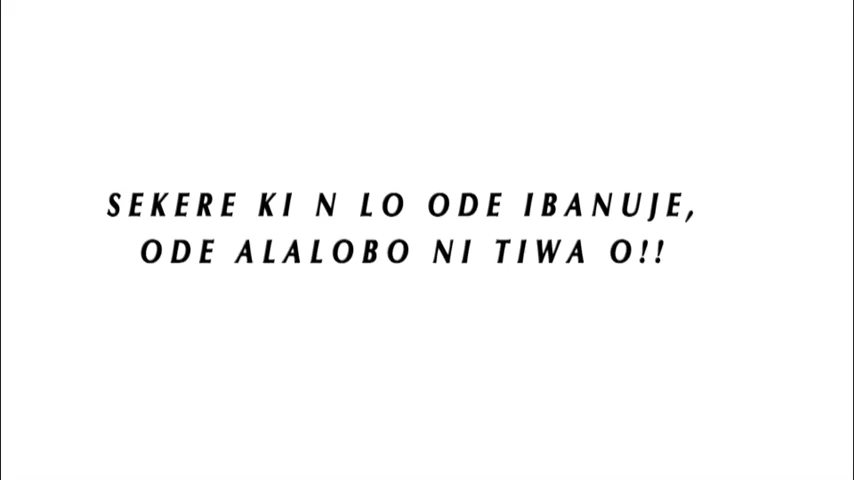 SEKERE KI N LO ODE IBANUJE,
ODE ALALOBO NI TIWA O!!